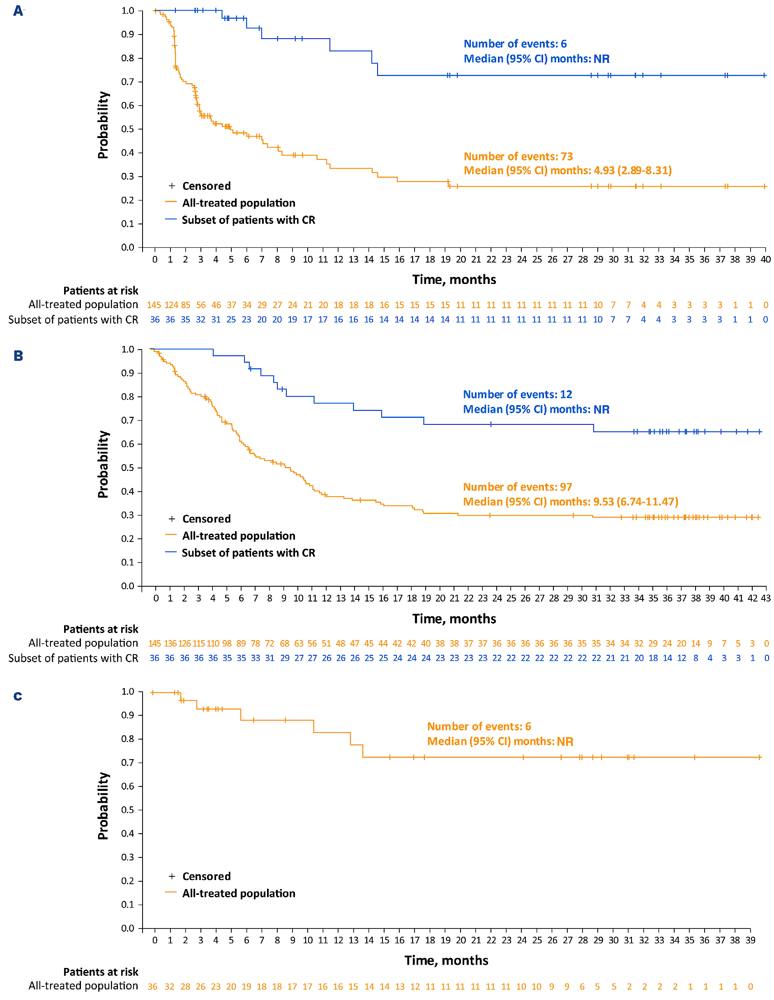 A
1.0
0.9
0.8
0.7
0.6
0.5
0.4
0.3
0.2
0.1
0.0
Probability
Number of events: 6
Median (95% CI) months: NR
Number of events: 73
Median (95% CI) months: 4.93 (2.89-8.31)
+ Censored
All-treated population
Subset of patients with CR
0 1 2 3 4 5 6 7 8 9 10 11 12 13 14 15 16 17 18 19 20 21 22 23 24 25 26 27 28 29 30 31 32 33 34 35 36 37 38 39 40
Time, months
Patients at risk
All-treated population 145 124 85 56 46 37 34 29 27 24 21 20 18 18 18 16 15 15 15 15 11 11 11 11 11 11 11 11 11 10 7 7 4 4 3 3 3 3 1 1 0
Subset of patients with CR 36 36 35 32 31 25 23 20 20 19 17 17 16 16 16 14 14 14 14 14 11 11 11 11 11 11 11 11 11 10 7 7 4 4 3 3 3 3 1 1 0
B
1.0
0.9
0.8
0.7
0.6
0.5
0.4
0.3
0.2
0.1
0.0
Probability
Number of events: 12
Median (95% CI) months: NR
Number of events: 97
Median (95% CI) months: 9.53 (6.74-11.47)
+ Censored
All-treated population
Subset of patients with CR
0 1 2 3 4 5 6 7 8 9 10 11 12 13 14 15 16 17 18 19 20 21 22 23 24 25 26 27 28 29 30 31 32 33 34 35 36 37 38 39 40 41 42 43
Time, months
Patients at risk
All-treated population 145 136 126 115 110 98 89 78 72 68 63 56 51 48 47 45 44 42 42 40 38 38 37 37 36 36 36 36 36 36 35 35 34 34 32 29 24 20 14 9 7 5 3 0
Subset of patients with CR 36 36 36 36 36 35 35 33 31 29 27 27 26 26 26 25 25 24 24 24 23 23 23 23 22 22 22 22 22 22 22 22 21 21 20 18 14 12 8 4 3 3 1 0
C
1.0
0.9
0.8
0.7
0.6
0.5
0.4
0.3
0.2
0.1
0.0
Probability
Number of events: 6
Median (95% CI) months: NR
+ Censored
All-treated population
0 1 2 3 4 5 6 7 8 9 10 11 12 13 14 15 16 17 18 19 20 21 22 23 24 25 26 27 28 29 30 31 32 33 34 35 36 37 38 39
Time, months
Patients at risk
All-treated population 36 32 28 26 23 20 19 18 18 17 17 16 16 15 14 14 13 12 11 11 11 11 11 11 10 10 9 9 6 5 5 2 2 2 2 1 1 1 1 0